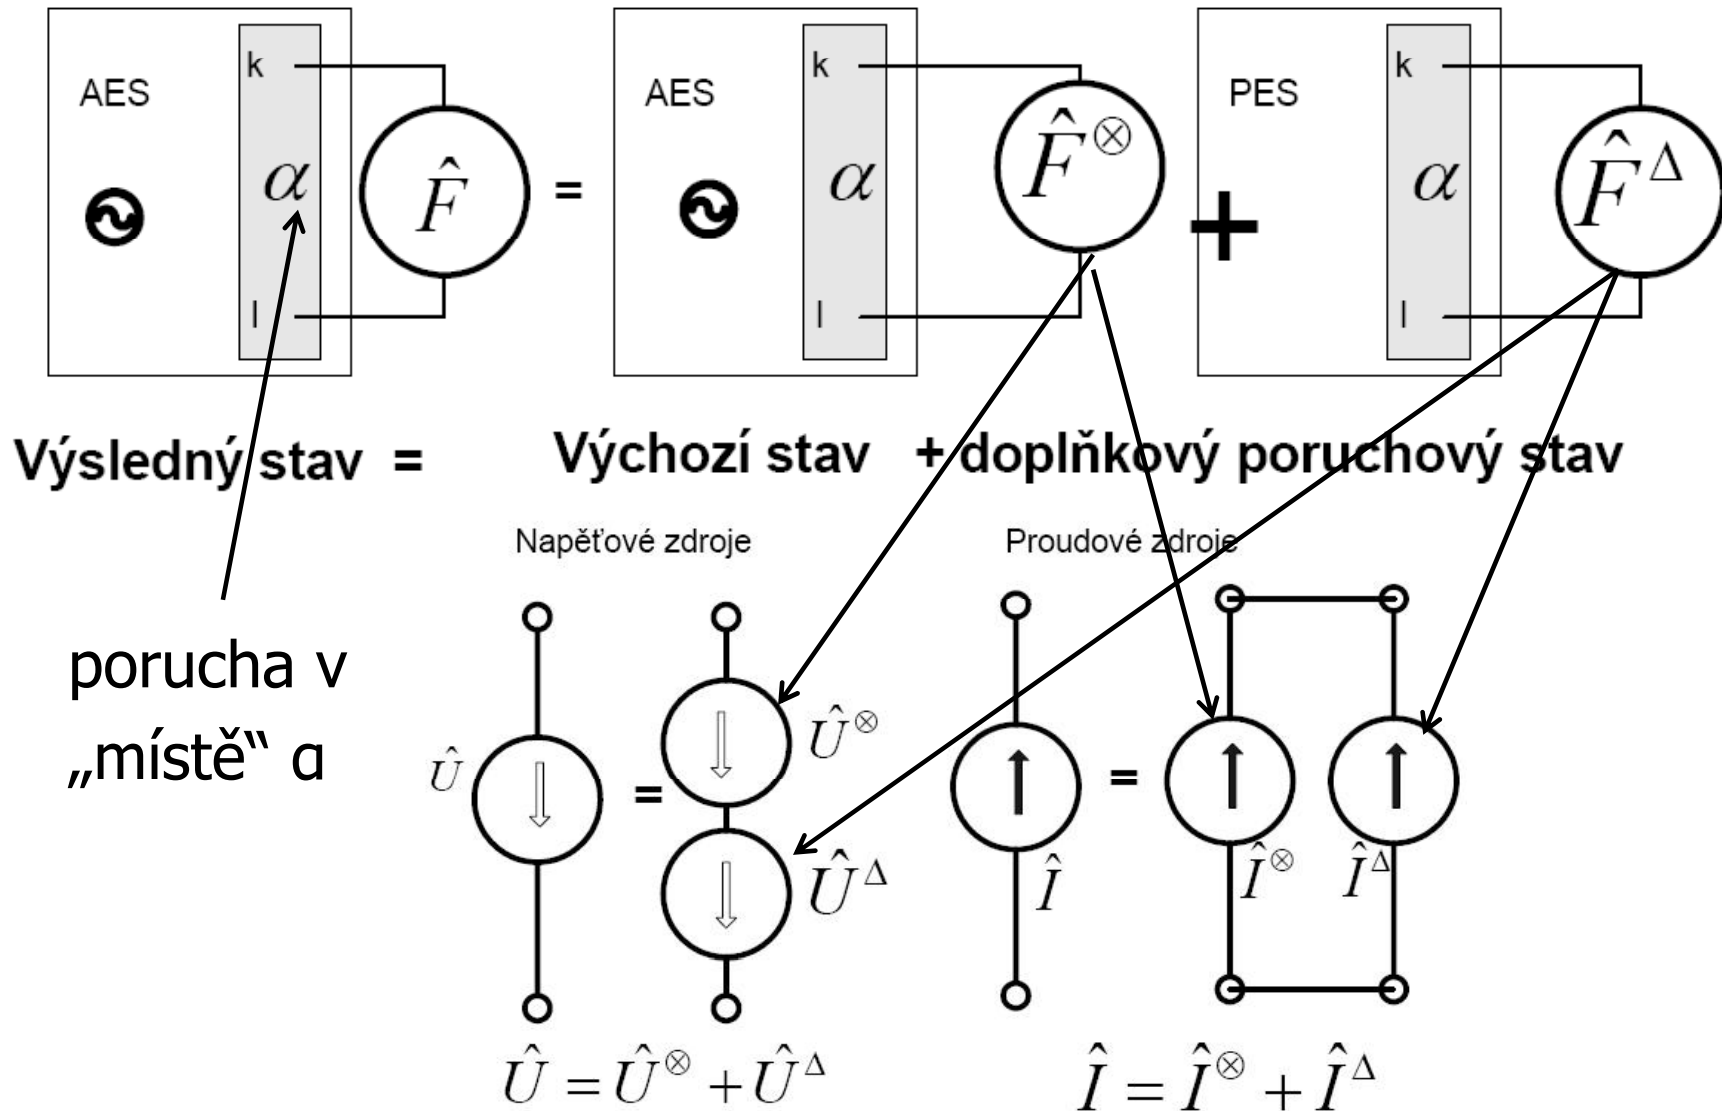 AES k α l F̂ = AES k α l F̂^⊗ + PES k α l F̂^Δ
Výsledný stav = Výchozí stav + doplňkový poruchový stav
Napěťové zdroje
Proudové zdroje
porucha v
„místě“ α
Û = Û^⊗ Û^Δ
Î = Î^⊗ Î^Δ
Û = Û^⊗ + Û^Δ
Î = Î^⊗ + Î^Δ